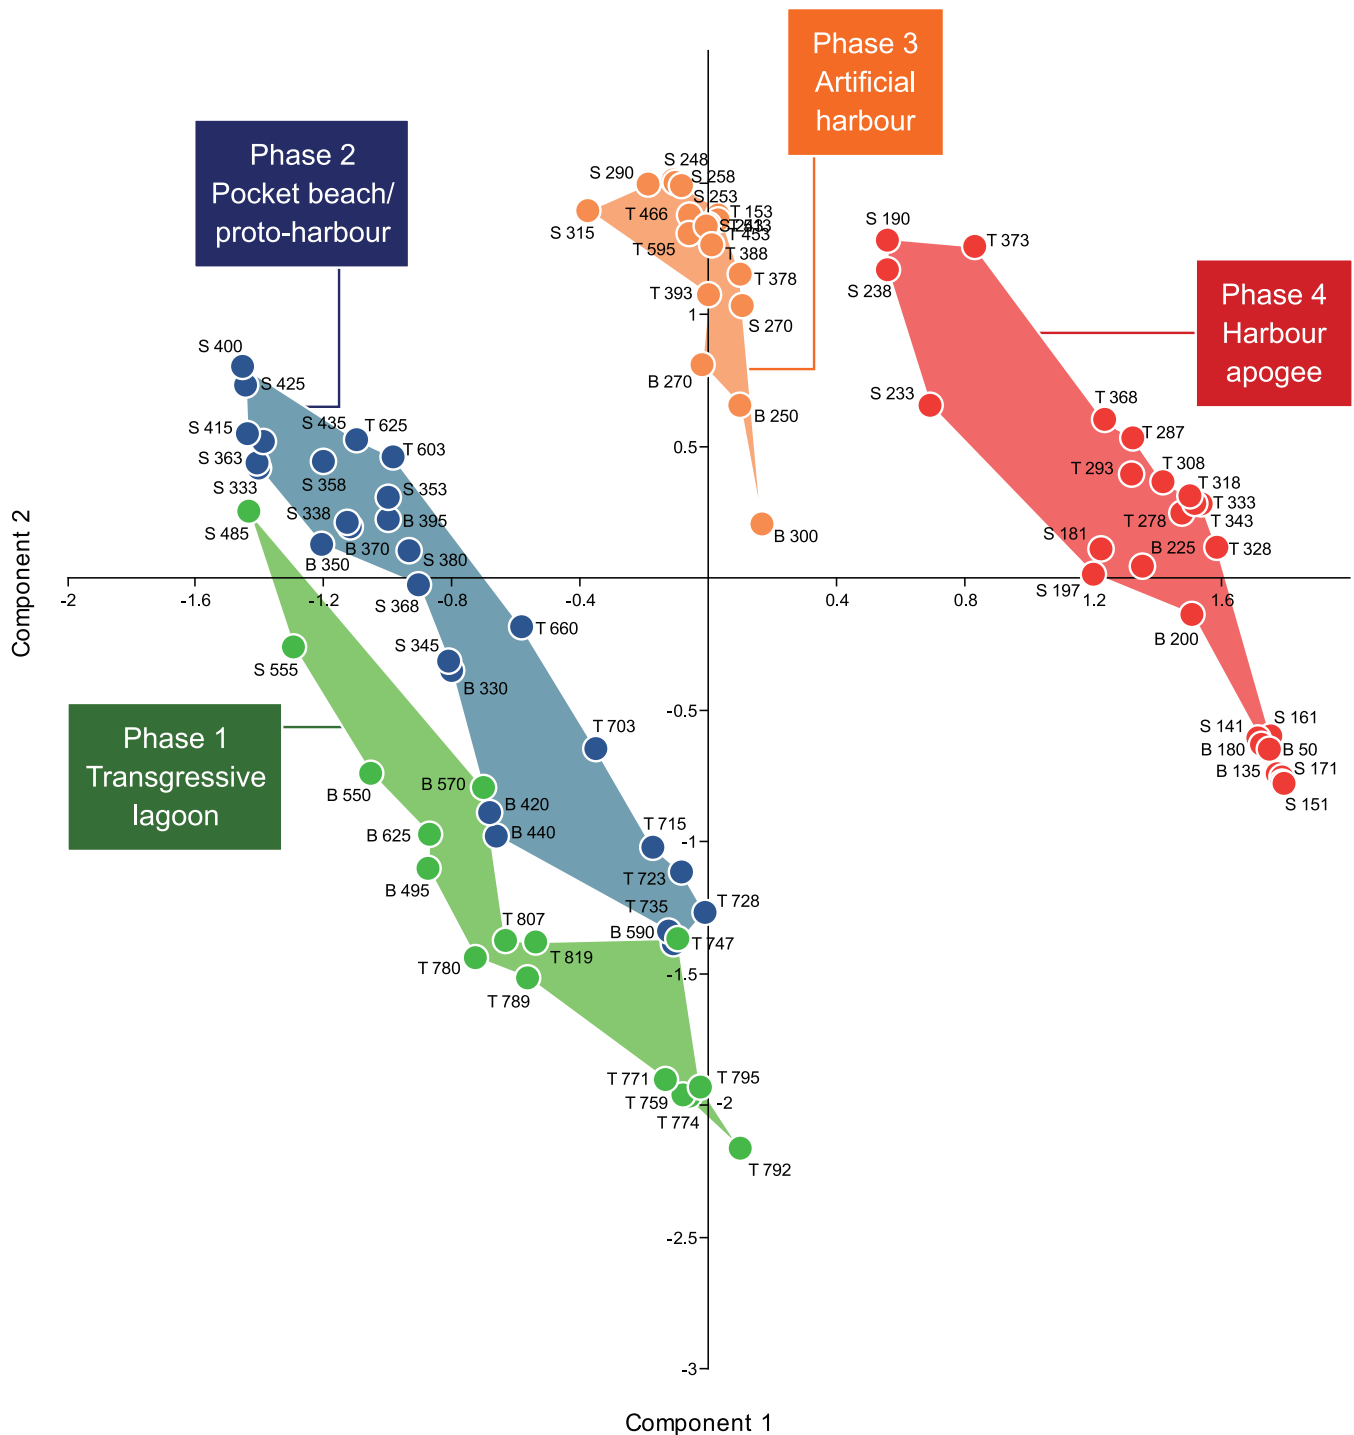 Phase 3
Artificial
harbour
Phase 2
Pocket beach/
proto-harbour
Phase 4
Harbour
apogee
Phase 1
Transgressive
lagoon
S 248
S 290
S 258
S 253
T 466
T 153
S 315
T 453
T 595
T 388
T 378
T 393
S 270
B 270
B 250
B 300
S 190
T 373
S 238
S 233
T 368
T 287
T 308
T 293
T 318
T 333
T 278
T 343
S 181
B 225
T 328
S 197
B 200
S 161
S 141
B 180
B 50
B 135
S 171
S 151
S 400
S 425
S 435
T 625
S 415
T 603
S 363
S 358
S 333
S 353
S 338
B 395
S 485
B 370
B 350
S 380
S 368
T 660
S 345
S 555
B 330
T 703
B 570
B 550
B 420
B 625
B 440
T 715
B 495
T 723
T 728
T 735
T 807
B 590
T 747
T 780
T 819
T 789
T 771
T 795
T 759
T 774
T 792
1
0.5
-2
-1.6
-1.2
-0.8
-0.4
0.4
0.8
1.2
1.6
-0.5
-1
-1.5
-2
-2.5
-3
Component 2
Component 1